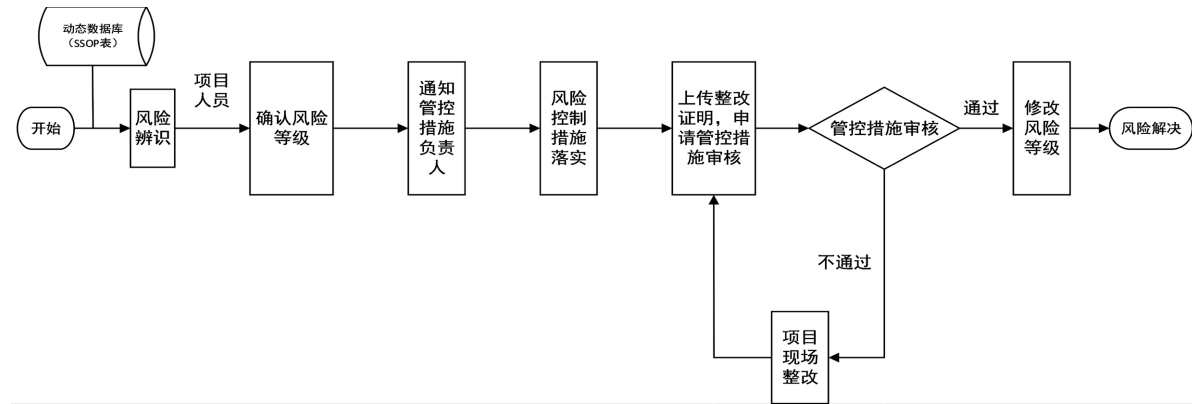 动态数据库
（SSOP表）
开始
风险
辨识
项目
人员
确认风险
等级
通知
管控
措施
负责
人
风险
控制
措施
落实
上传整改
证明，申
请管控措
施审核
管控措施审核
通过
修改
风险
等级
风险解决
不通过
项目
现场
整改